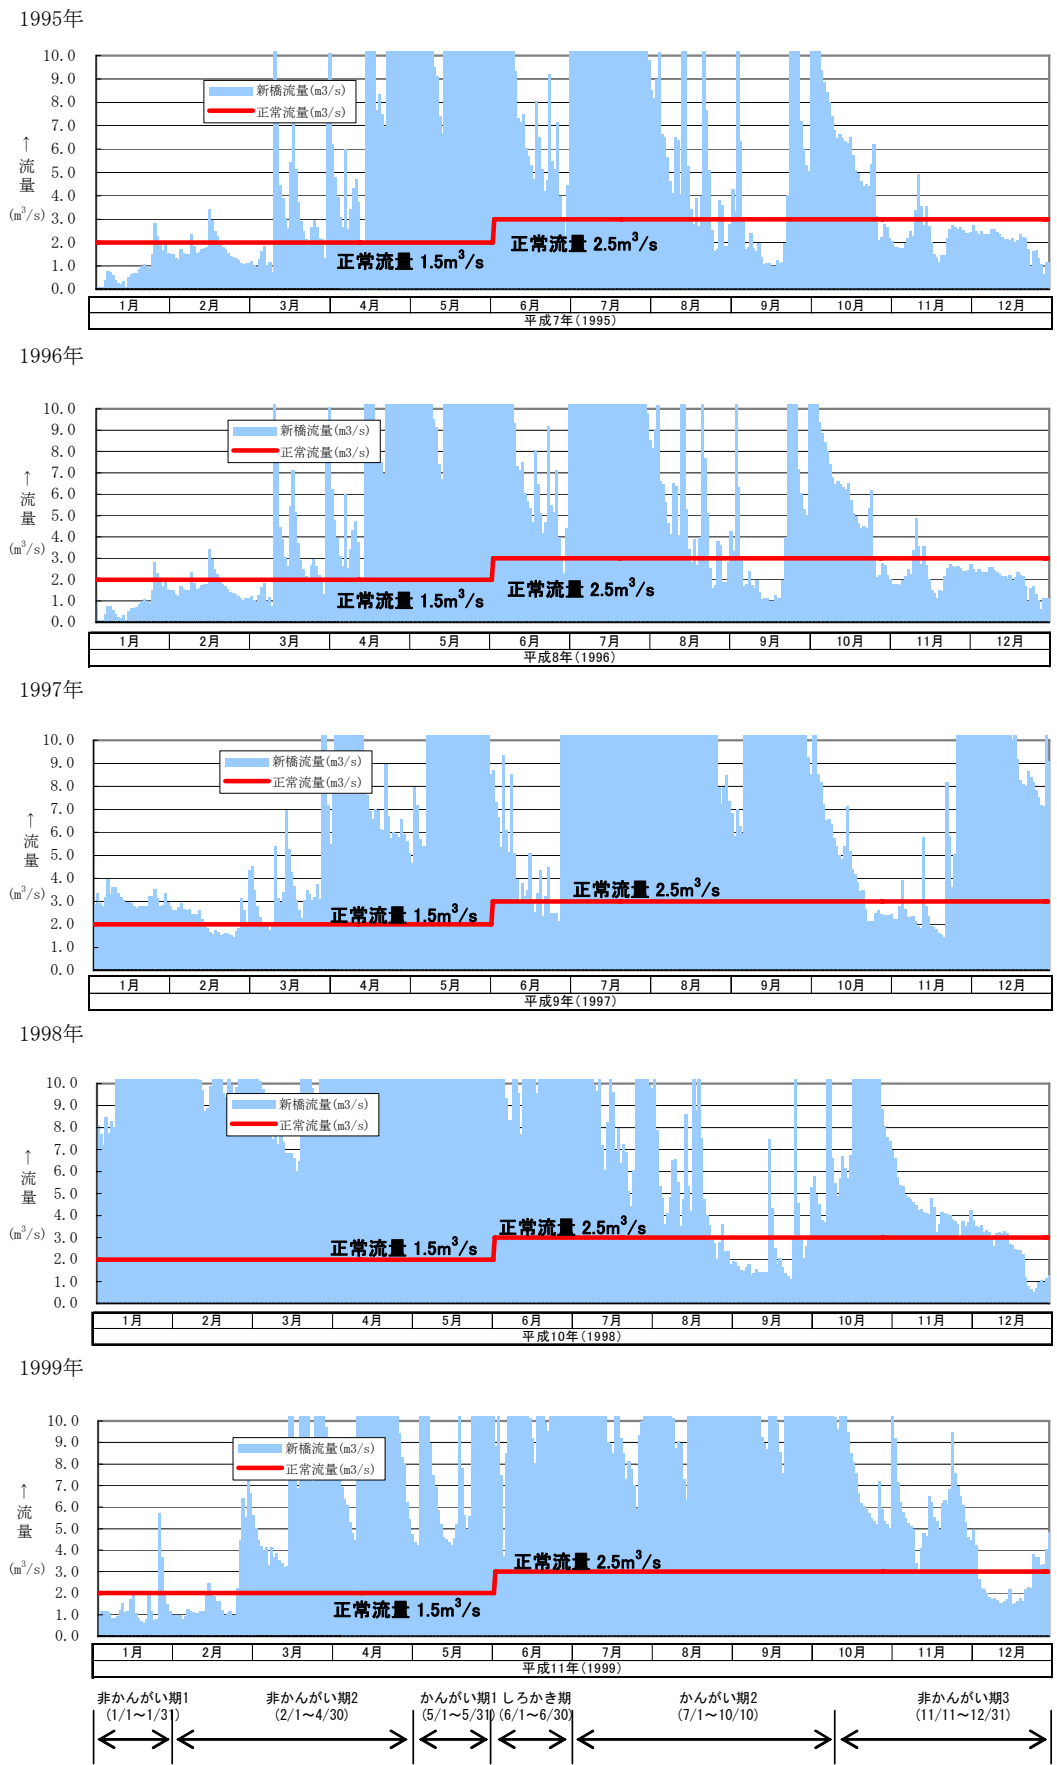 1995年
10.0
9.0
8.0
7.0
6.0
5.0
4.0
3.0
2.0
1.0
0.0
↑流量
(m³/s)
新橋流量(m3/s)
正常流量(m3/s)
正常流量 1.5m³/s
正常流量 2.5m³/s
1月 2月 3月 4月 5月 6月 7月 8月 9月 10月 11月 12月
平成7年(1995)
1996年
10.0
9.0
8.0
7.0
6.0
5.0
4.0
3.0
2.0
1.0
0.0
↑流量
(m³/s)
新橋流量(m3/s)
正常流量(m3/s)
正常流量 1.5m³/s
正常流量 2.5m³/s
1月 2月 3月 4月 5月 6月 7月 8月 9月 10月 11月 12月
平成8年(1996)
1997年
10.0
9.0
8.0
7.0
6.0
5.0
4.0
3.0
2.0
1.0
0.0
↑流量
(m³/s)
新橋流量(m3/s)
正常流量(m3/s)
正常流量 1.5m³/s
正常流量 2.5m³/s
1月 2月 3月 4月 5月 6月 7月 8月 9月 10月 11月 12月
平成9年(1997)
1998年
10.0
9.0
8.0
7.0
6.0
5.0
4.0
3.0
2.0
1.0
0.0
↑流量
(m³/s)
新橋流量(m3/s)
正常流量(m3/s)
正常流量 1.5m³/s
正常流量 2.5m³/s
1月 2月 3月 4月 5月 6月 7月 8月 9月 10月 11月 12月
平成10年(1998)
1999年
10.0
9.0
8.0
7.0
6.0
5.0
4.0
3.0
2.0
1.0
0.0
↑流量
(m³/s)
新橋流量(m3/s)
正常流量(m3/s)
正常流量 1.5m³/s
正常流量 2.5m³/s
1月 2月 3月 4月 5月 6月 7月 8月 9月 10月 11月 12月
平成11年(1999)
非かんがい期1 非かんがい期2 かんがい期1 しろかき期 かんがい期2 非かんがい期3
(1/1～1/31) (2/1～4/30) (5/1～5/31) (6/1～6/30) (7/1～10/10) (11/11～12/31)